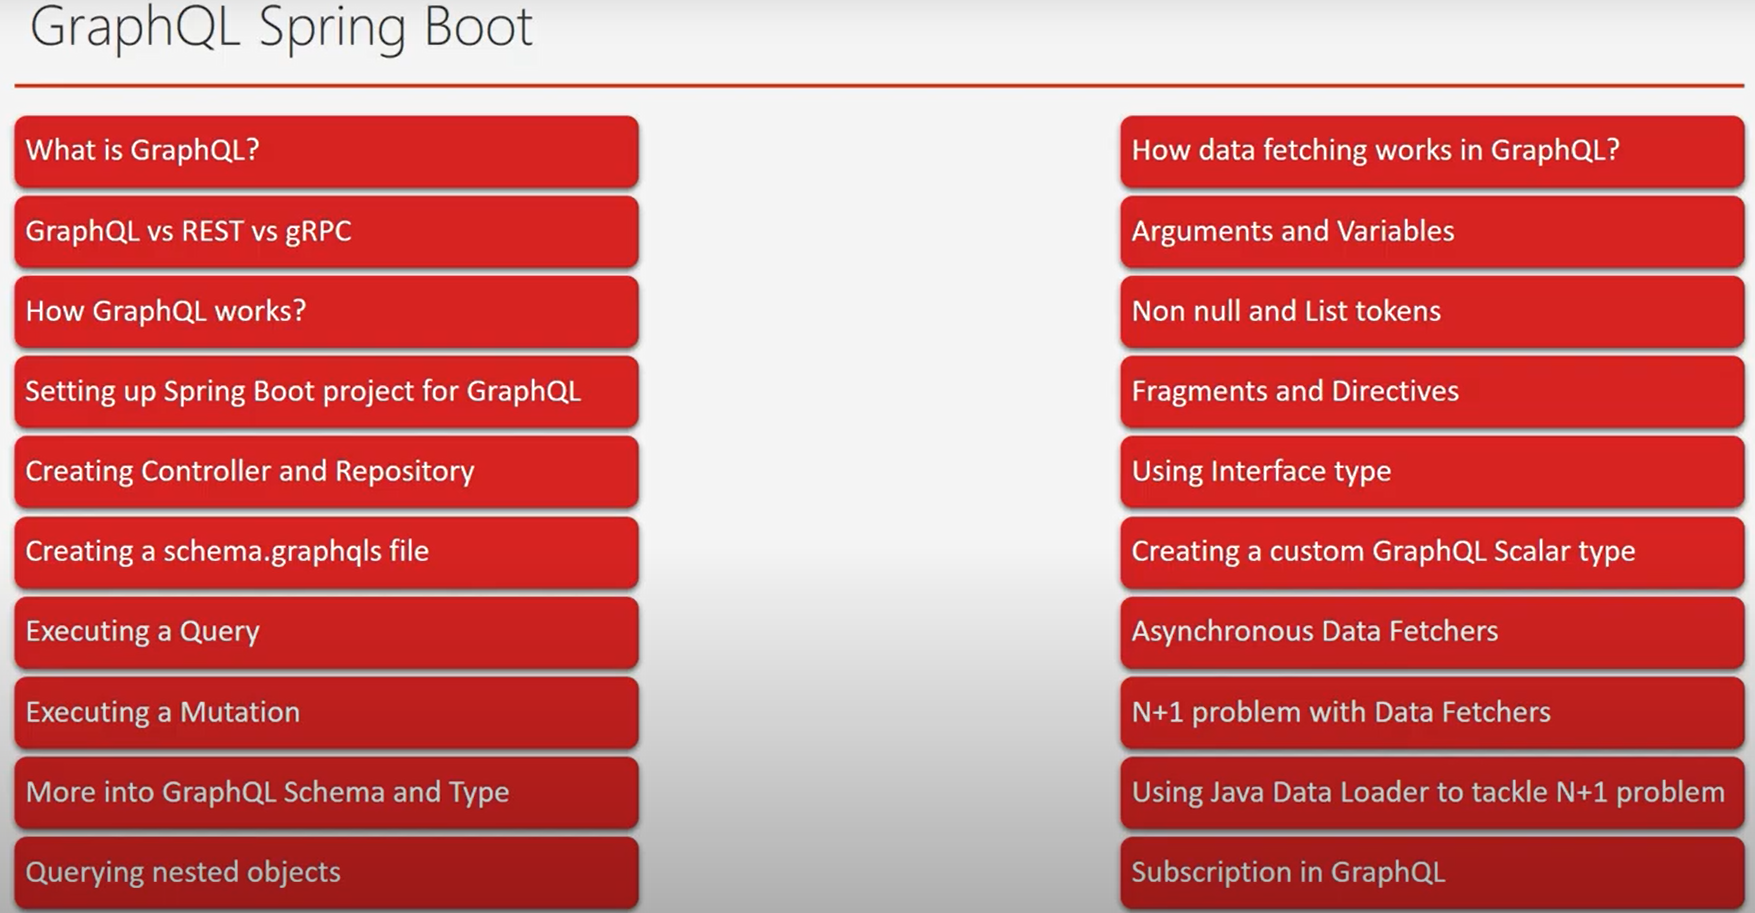 GraphQL Spring Boot
What is GraphQL?
GraphQL vs REST vs gRPC
How GraphQL works?
Setting up Spring Boot project for GraphQL
Creating Controller and Repository
Creating a schema.graphqls file
Executing a Query
Executing a Mutation
More into GraphQL Schema and Type
Querying nested objects
How data fetching works in GraphQL?
Arguments and Variables
Non null and List tokens
Fragments and Directives
Using Interface type
Creating a custom GraphQL Scalar type
Asynchronous Data Fetchers
N+1 problem with Data Fetchers
Using Java Data Loader to tackle N+1 problem
Subscription in GraphQL